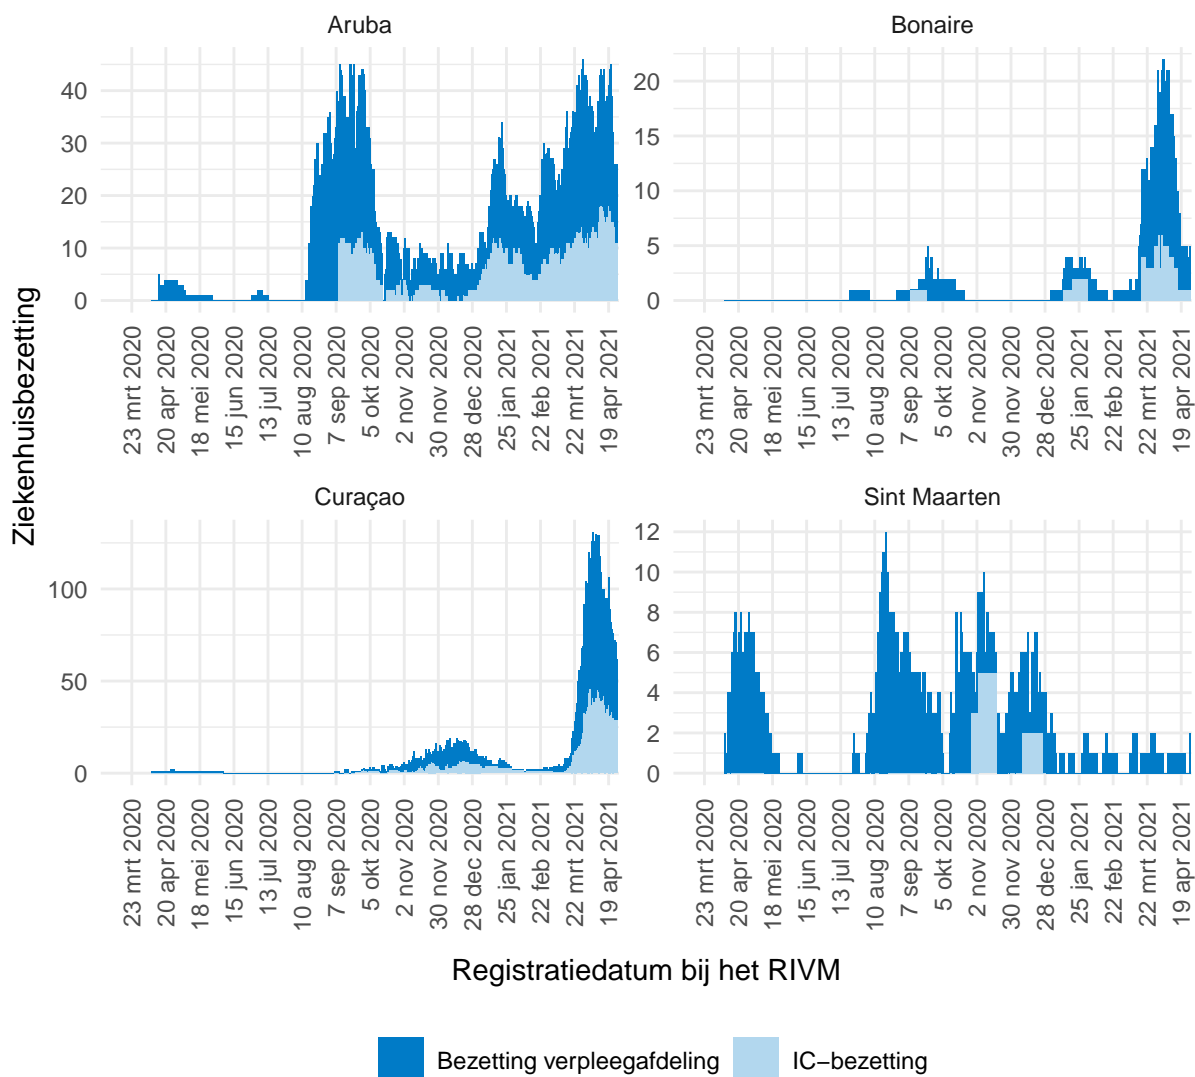 Aruba
Bonaire
40
30
20
10
0
20
15
10
5
0
23 mrt 2020
20 apr 2020
18 mei 2020
15 jun 2020
13 jul 2020
10 aug 2020
7 sep 2020
5 okt 2020
2 nov 2020
30 nov 2020
28 dec 2020
25 jan 2021
22 feb 2021
22 mrt 2021
19 apr 2021
23 mrt 2020
20 apr 2020
18 mei 2020
15 jun 2020
13 jul 2020
10 aug 2020
7 sep 2020
5 okt 2020
2 nov 2020
30 nov 2020
28 dec 2020
25 jan 2021
22 feb 2021
22 mrt 2021
19 apr 2021
Ziekenhuisbezetting
Curaçao
Sint Maarten
100
50
0
12
10
8
6
4
2
0
23 mrt 2020
20 apr 2020
18 mei 2020
15 jun 2020
13 jul 2020
10 aug 2020
7 sep 2020
5 okt 2020
2 nov 2020
30 nov 2020
28 dec 2020
25 jan 2021
22 feb 2021
22 mrt 2021
19 apr 2021
23 mrt 2020
20 apr 2020
18 mei 2020
15 jun 2020
13 jul 2020
10 aug 2020
7 sep 2020
5 okt 2020
2 nov 2020
30 nov 2020
28 dec 2020
25 jan 2021
22 feb 2021
22 mrt 2021
19 apr 2021
Registratiedatum bij het RIVM
Bezetting verpleegafdeling
IC−bezetting